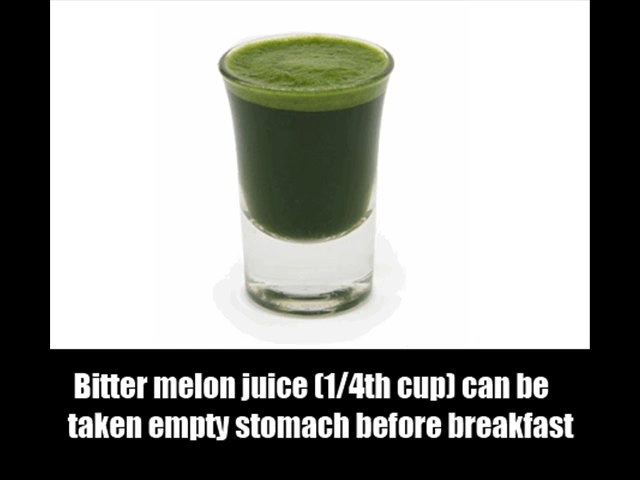 Bitter melon juice (1/4th cup) can be
taken empty stomach before breakfast